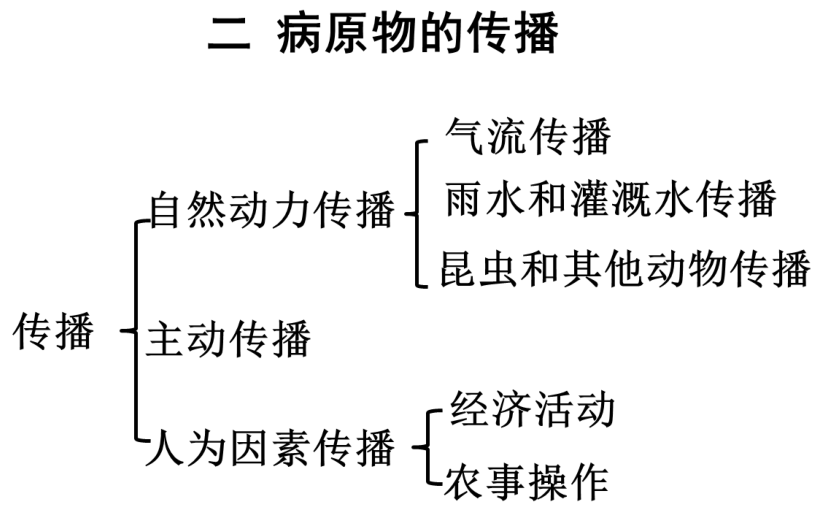 二 病原物的传播
传播
自然动力传播
气流传播
雨水和灌溉水传播
昆虫和其他动物传播
主动传播
人为因素传播
经济活动
农事操作